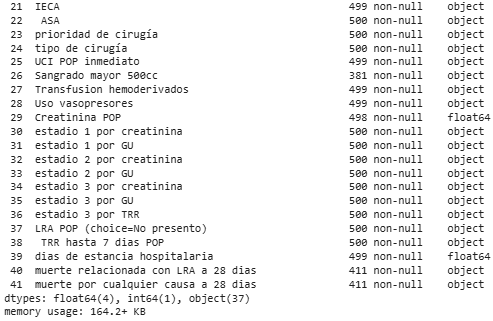 21 IECA 499 non-null object
22 ASA 500 non-null object
23 prioridad de cirugía 500 non-null object
24 tipo de cirugía 500 non-null object
25 UCI POP inmediato 499 non-null object
26 Sangrado mayor 500cc 381 non-null object
27 Transfusion hemoderivados 499 non-null object
28 Uso vasopresores 499 non-null object
29 Creatinina POP 498 non-null float64
30 estadio 1 por creatinina 500 non-null object
31 estadio 1 por GU 500 non-null object
32 estadio 2 por creatinina 500 non-null object
33 estadio 2 por GU 500 non-null object
34 estadio 3 por creatinina 500 non-null object
35 estadio 3 por GU 500 non-null object
36 estadio 3 por TRR 500 non-null object
37 LRA POP (choice=No presento) 500 non-null object
38 TRR hasta 7 dias POP 500 non-null object
39 dias de estancia hospitalaria 499 non-null float64
40 muerte relacionada con LRA a 28 dias 411 non-null object
41 muerte por cualquier causa a 28 dias 411 non-null object
dtypes: float64(4), int64(1), object(37)
memory usage: 164.2+ KB